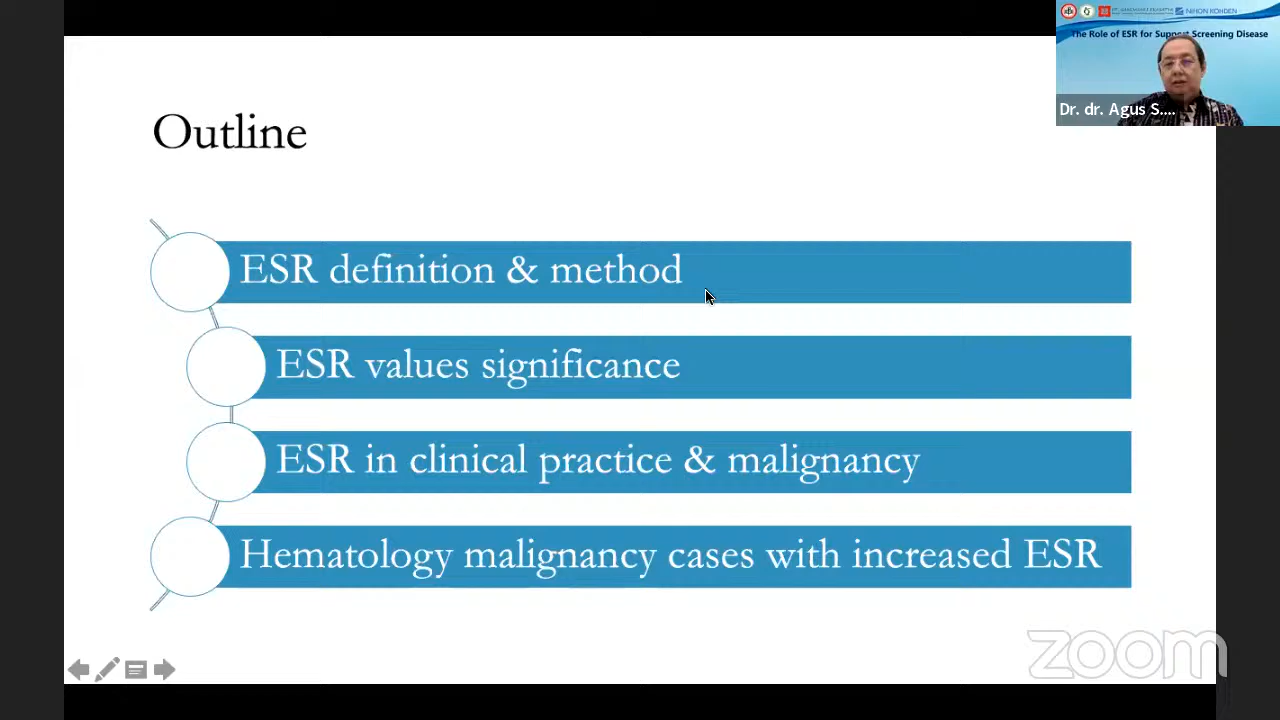 NIHON KOHDEN
The Role of ESR for Support Screening Disease
Dr. dr. Agus S....
Outline
ESR definition & method
ESR values significance
ESR in clinical practice & malignancy
Hematology malignancy cases with increased ESR
zoom